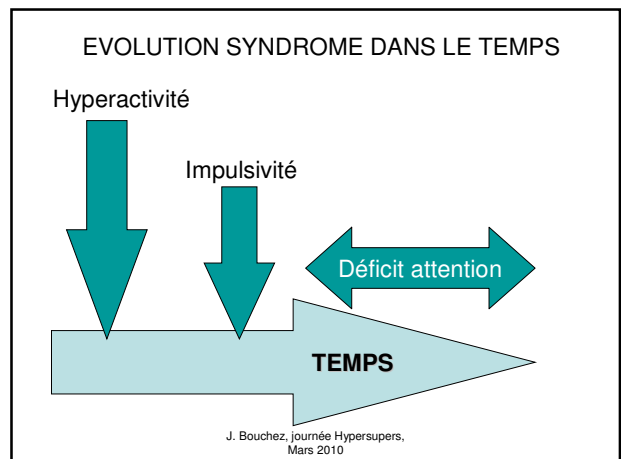 EVOLUTION SYNDROME DANS LE TEMPS
Hyperactivité
Impulsivité
Déficit attention
TEMPS
J. Bouchez, journée Hypersupers,
Mars 2010